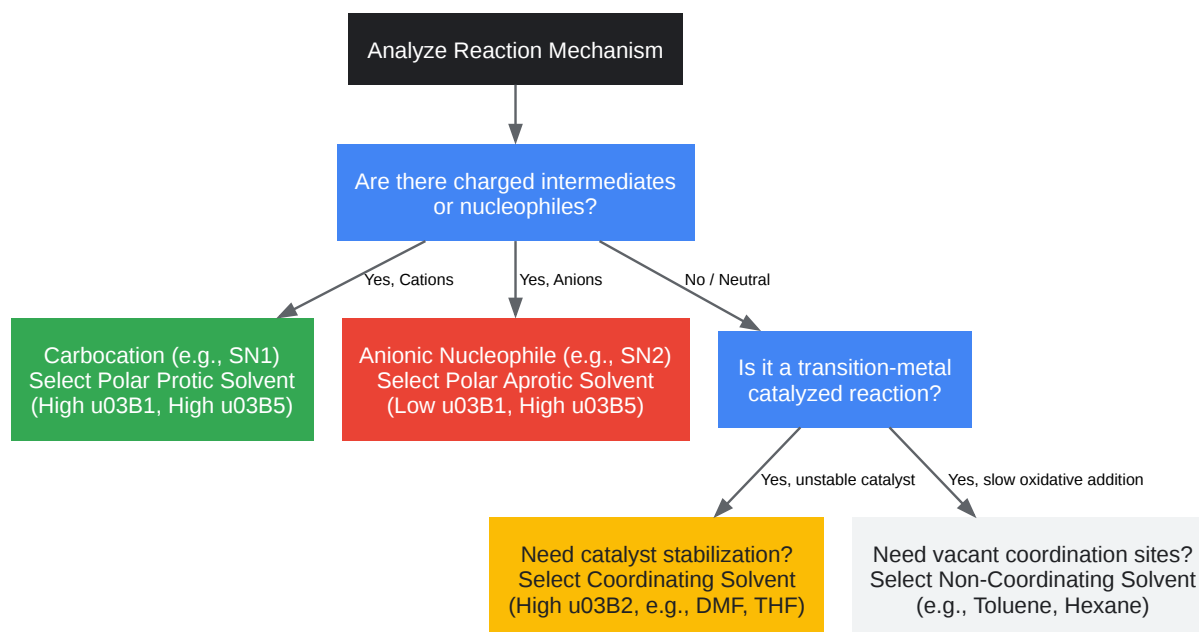 Analyze Reaction Mechanism
Are there charged intermediates
or nucleophiles?
Yes, Cations
Yes, Anions
No / Neutral
Carbocation (e.g., SN1)
Select Polar Protic Solvent
(High u03B1, High u03B5)
Anionic Nucleophile (e.g., SN2)
Select Polar Aprotic Solvent
(Low u03B1, High u03B5)
Is it a transition-metal
catalyzed reaction?
Yes, unstable catalyst
Yes, slow oxidative addition
Need catalyst stabilization?
Select Coordinating Solvent
(High u03B2, e.g., DMF, THF)
Need vacant coordination sites?
Select Non-Coordinating Solvent
(e.g., Toluene, Hexane)